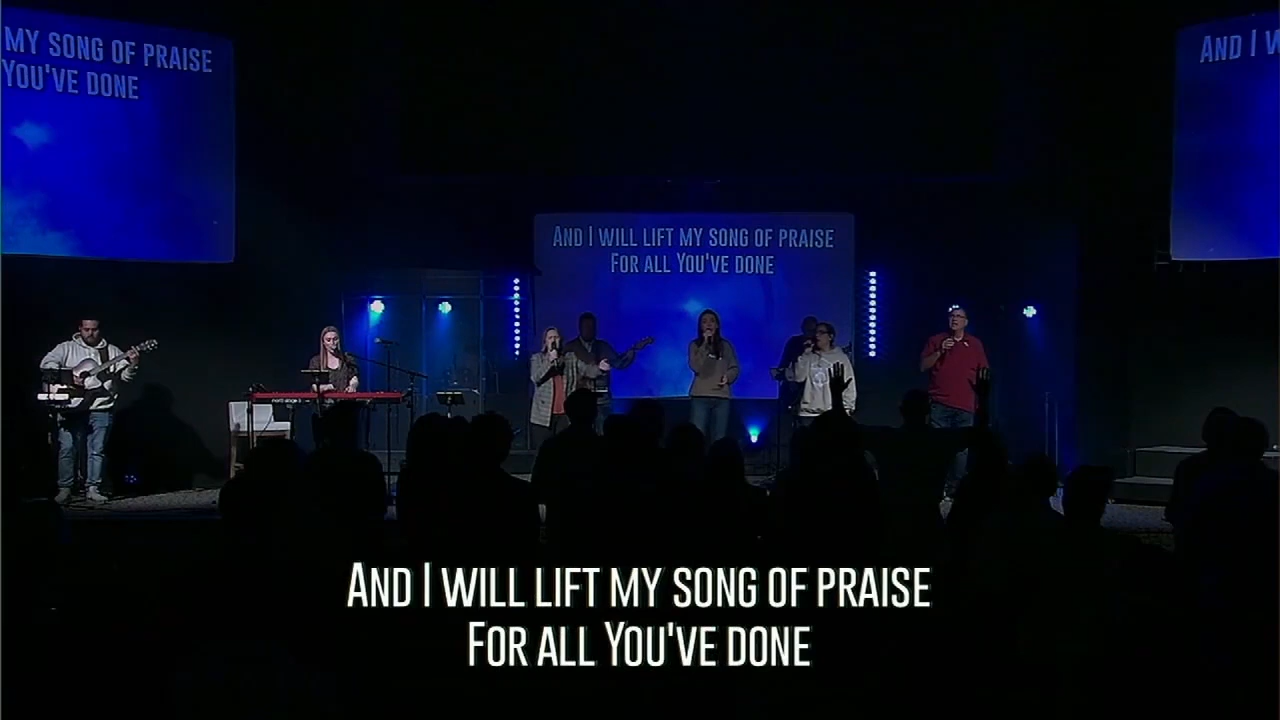 MY SONG OF PRAISE
YOU'VE DONE
AND I
AND I WILL LIFT MY SONG OF PRAISE
FOR ALL YOU'VE DONE
AND I WILL LIFT MY SONG OF PRAISE
FOR ALL YOU'VE DONE